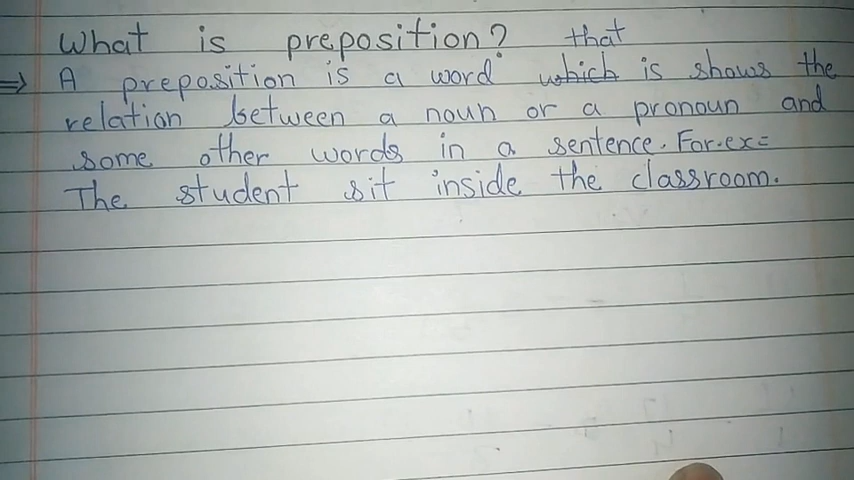 What is preposition? that
⇒ A preposition is a word which is shows the
relation between a noun or a pronoun and
some other words in a sentence. For.ex=
The student sit inside the classroom.